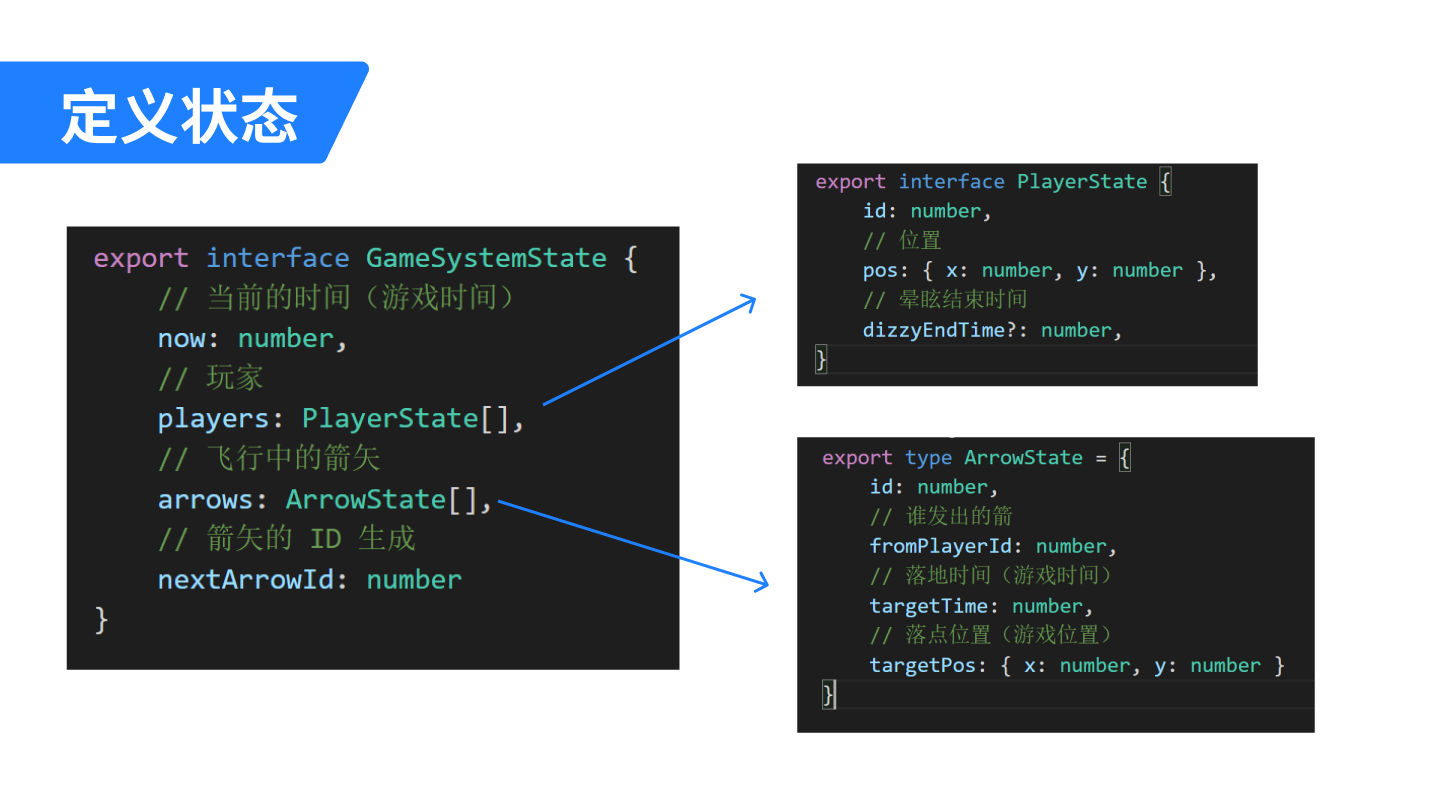 定义状态
export interface GameSystemState {
// 当前的时间（游戏时间）
now: number,
// 玩家
players: PlayerState[],
// 飞行中的箭矢
arrows: ArrowState[],
// 箭矢的 ID 生成
nextArrowId: number
}
export interface PlayerState {
id: number,
// 位置
pos: { x: number, y: number },
// 晕眩结束时间
dizzyEndTime?: number,
}
export type ArrowState = {
id: number,
// 谁发出的箭
fromPlayerId: number,
// 落地时间（游戏时间）
targetTime: number,
// 落点位置（游戏位置）
targetPos: { x: number, y: number }
}